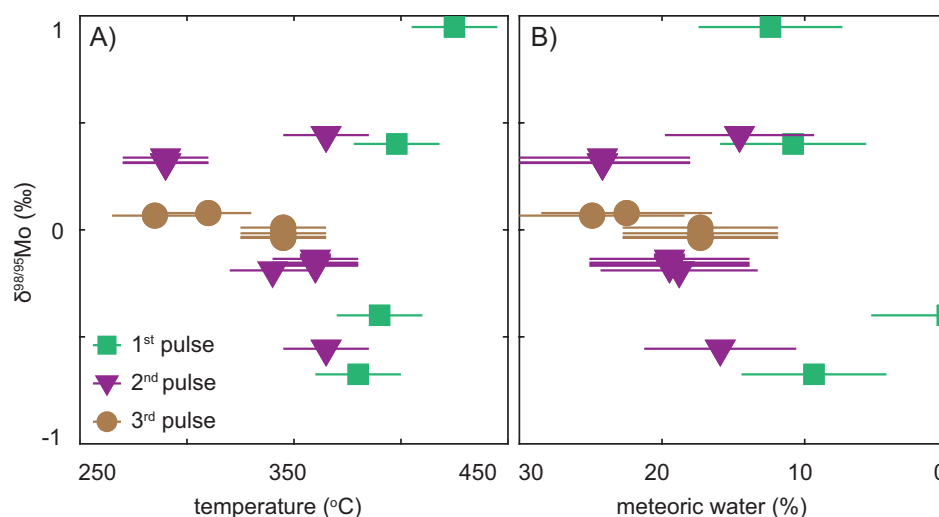 A)
B)
1
0
-1
δ⁹⁸/⁹⁵Mo (‰)
1ˢᵗ pulse
2ⁿᵈ pulse
3ʳᵈ pulse
250 350 450
30 20 10 0
temperature (ᵒC)
meteoric water (%)